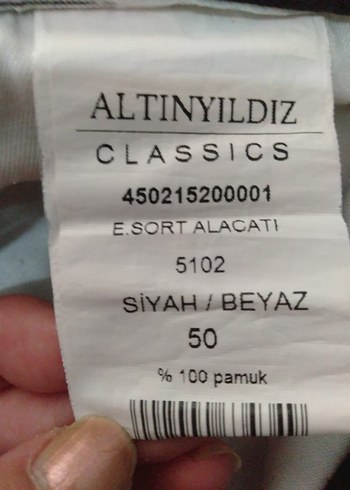 ALTINYILDIZ
CLASSICS
450215200001
E.SORT ALACATI
5102
SİYAH / BEYAZ
50
% 100 pamuk